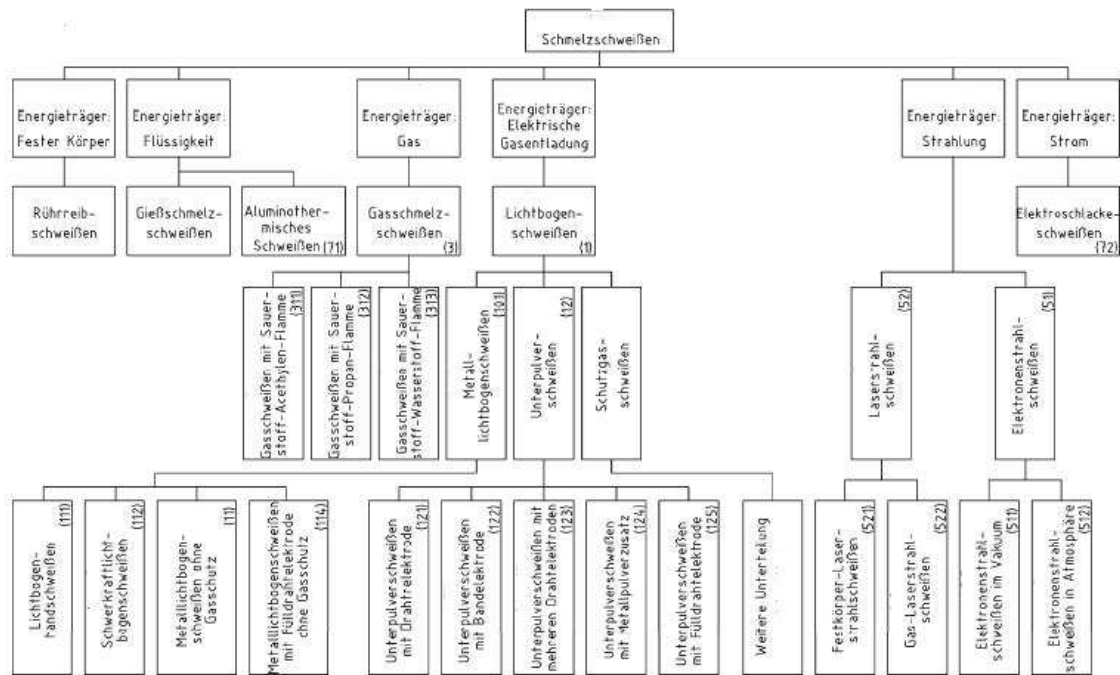 Schmelzschweißen
Energieträger:
Fester Körper
Energieträger:
Flüssigkeit
Energieträger:
Gas
Energieträger:
Elektrische
Gasentladung
Energieträger:
Strahlung
Energieträger:
Strom
Rührreib-
schweißen
Gießschmelz-
schweißen
Aluminother-
misches
Schweißen (71)
Gasschmelz-
schweißen
(3)
Lichtbogen-
schweißen
(1)
Elektroschlacke-
schweißen
(72)
Gasschweißen mit Sauer-
stoff-Acethylen-Flamme
(311)
Gasschweißen mit Sauer-
stoff-Propan-Flamme
(312)
Gasschweißen mit Sauer-
stoff-Wasserstoff-Flamme
(313)
Metall-
lichtbogenschweißen
(101)
Unterpulver-
schweißen
(12)
Schutzgas-
schweißen
Laserstrahl-
schweißen
(52)
Elektronenstrahl-
schweißen
(51)
Lichtbogen-
handschweißen
(111)
Schwerkraftlicht-
bogenschweißen
(112)
Metalllichtbogen-
schweißen ohne
Gasschutz
(11)
Metalllichtbogenschweißen
mit Fülldrahtelektrode
ohne Gasschutz
(114)
Unterpulverschweißen
mit Drahtelektrode
(121)
Unterpulverschweißen
mit Bandelektrode
(122)
Unterpulverschweißen mit
mehreren Drahtelektroden
(123)
Unterpulverschweißen
mit Metallpulverzusatz
(124)
Unterpulverschweißen
mit Fülldrahtelektrode
(125)
Weitere Unterteilung
Festkörper-Laser-
strahlschweißen
(521)
Gas-Laserstrahl-
schweißen
(522)
Elektronenstrahl-
schweißen im Vakuum
(511)
Elektronenstrahl-
schweißen in Atmosphäre
(512)